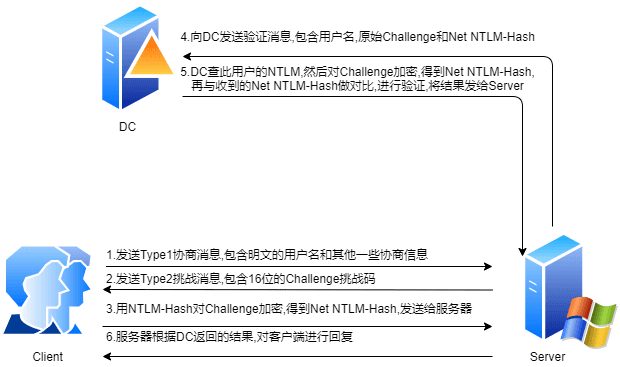 4.向DC发送验证消息,包含用户名,原始Challenge和Net NTLM-Hash
5.DC查此用户的NTLM,然后对Challenge加密,得到Net NTLM-Hash,
再与收到的Net NTLM-Hash做对比,进行验证,将结果发给Server
DC
1.发送Type1协商消息,包含明文的用户名和其他一些协商信息
2.发送Type2挑战消息,包含16位的Challenge挑战码
3.用NTLM-Hash对Challenge加密,得到Net NTLM-Hash,发送给服务器
6.服务器根据DC返回的结果,对客户端进行回复
Client
Server